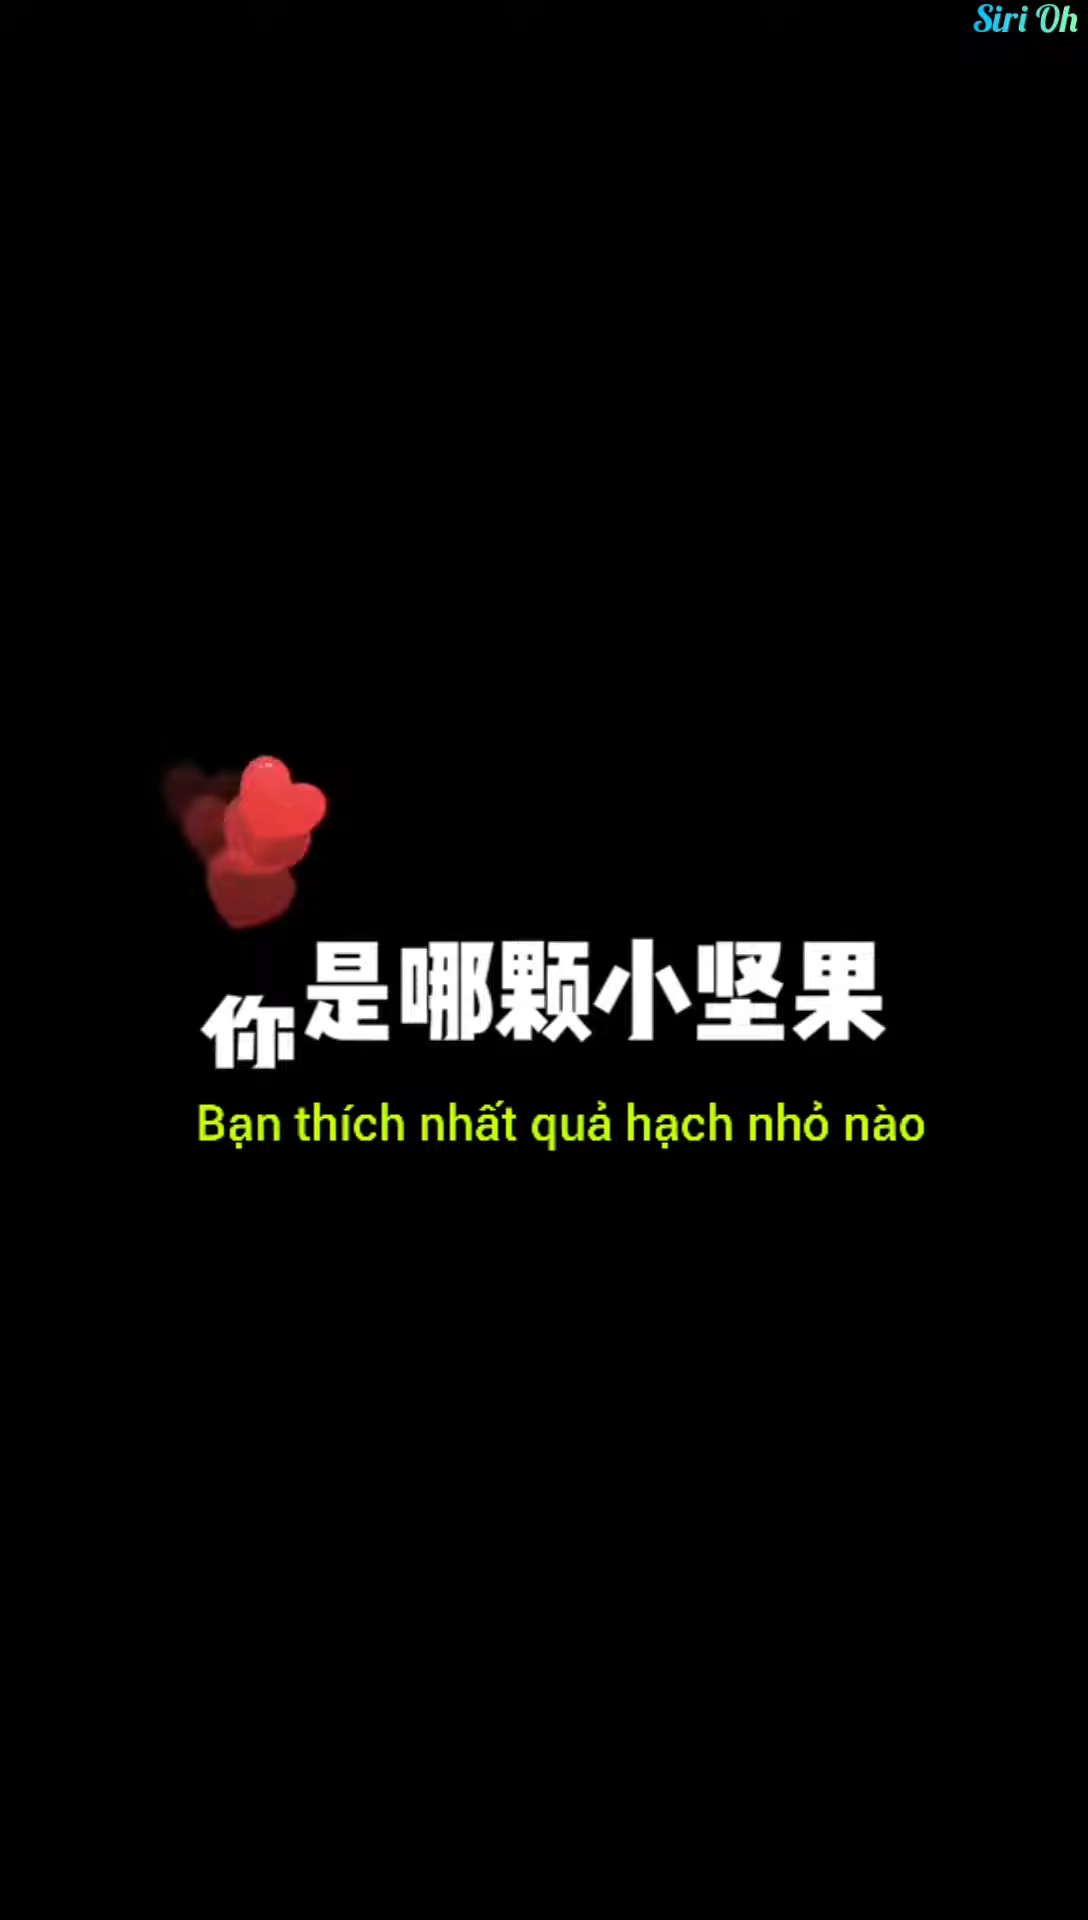 Siri Oh
你是哪颗小坚果
Bạn thích nhất quả hạch nhỏ nào